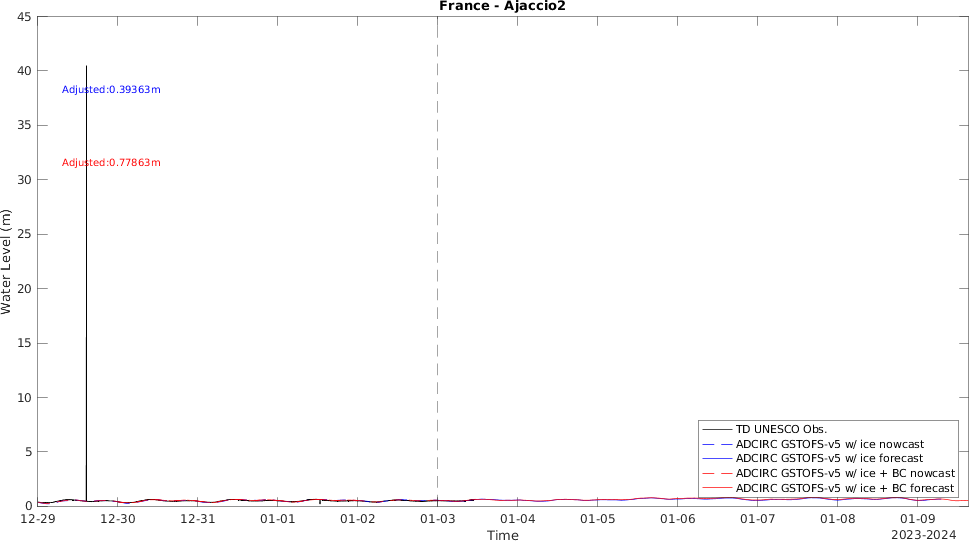 France - Ajaccio2
45
40
35
30
25
20
15
10
5
0
Water Level (m)
Adjusted:0.39363m
Adjusted:0.77863m
TD UNESCO Obs.
ADCIRC GSTOFS-v5 w/ ice nowcast
ADCIRC GSTOFS-v5 w/ ice forecast
ADCIRC GSTOFS-v5 w/ ice + BC nowcast
ADCIRC GSTOFS-v5 w/ ice + BC forecast
12-29 12-30 12-31 01-01 01-02 01-03 01-04 01-05 01-06 01-07 01-08 01-09
Time
2023-2024